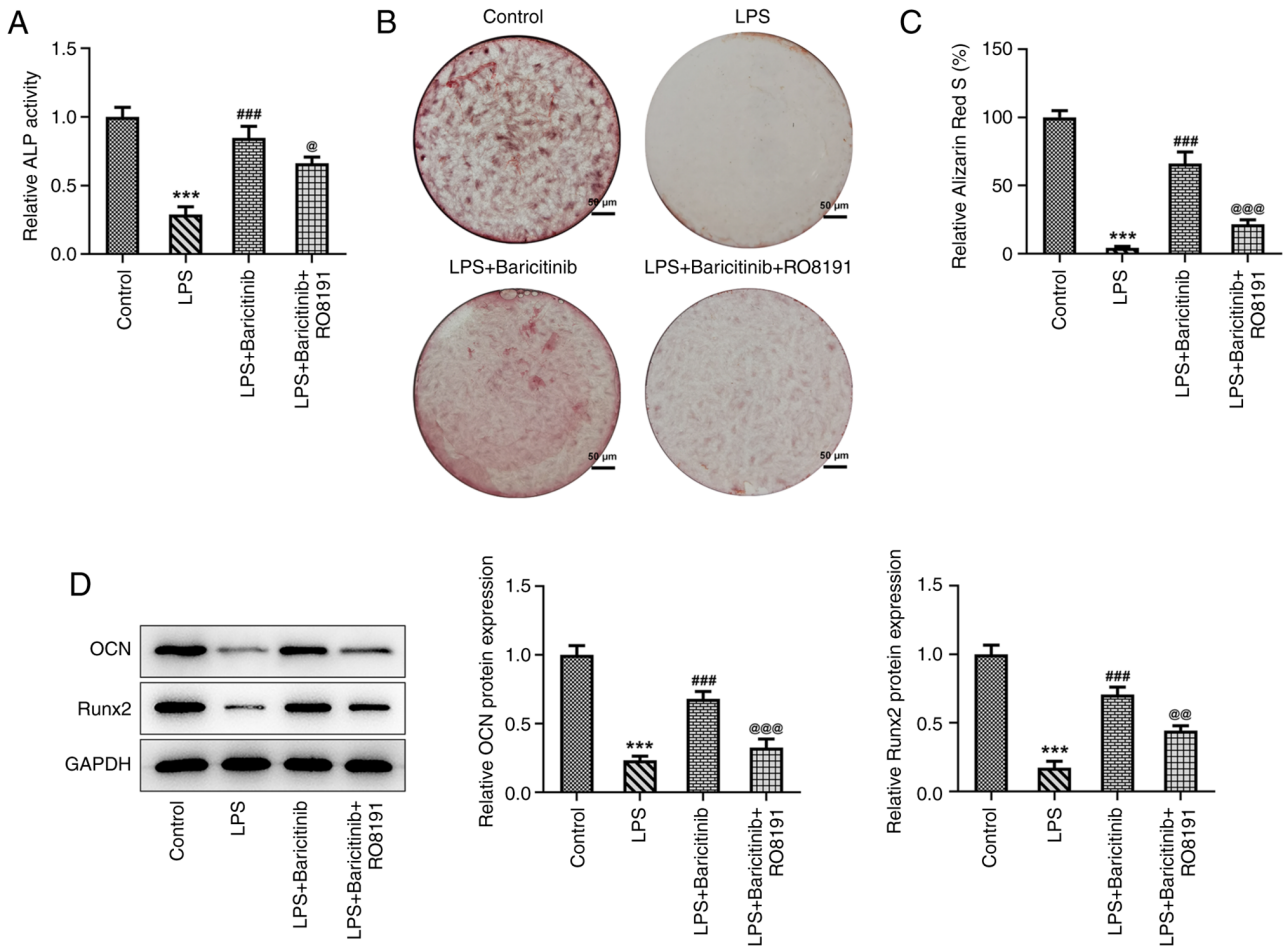 A
Relative ALP activity
1.5
1.0
0.5
0.0
***
###
@
Control
LPS
LPS+Baricitinib
LPS+Baricitinib+
RO8191
B
Control
LPS
50 µm
50 µm
LPS+Baricitinib
LPS+Baricitinib+RO8191
50 µm
50 µm
C
Relative Alizarin Red S (%)
150
100
50
0
***
###
@@@
Control
LPS
LPS+Baricitinib
LPS+Baricitinib+
RO8191
D
OCN
Runx2
GAPDH
Control
LPS
LPS+Baricitinib
LPS+Baricitinib+
RO8191
Relative OCN protein expression
1.5
1.0
0.5
0.0
***
###
@@@
Control
LPS
LPS+Baricitinib
LPS+Baricitinib+
RO8191
Relative Runx2 protein expression
1.5
1.0
0.5
0.0
***
###
@@
Control
LPS
LPS+Baricitinib
LPS+Baricitinib+
RO8191